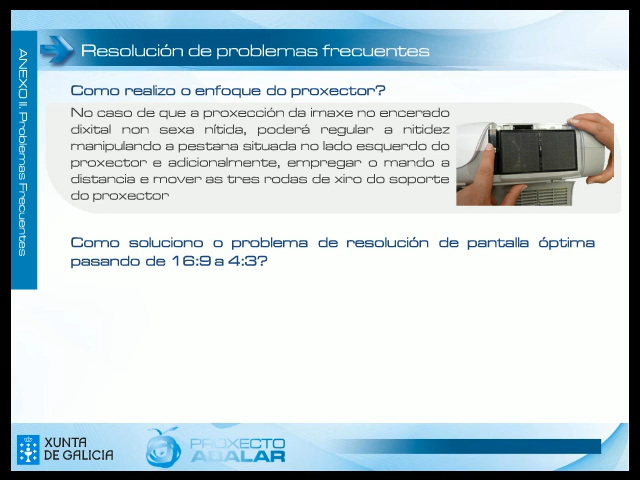 Resolución de problemas frecuentes
ANEXO II. Problemas Frecuentes
Como realizo o enfoque do proxector?
No caso de que a proxección da imaxe no encerado
dixital non sexa nítida, poderá regular a nitidez
manipulando a pestana situada no lado esquerdo do
proxector e adicionalmente, empregar o mando a
distancia e mover as tres rodas de xiro do soporte
do proxector
Como soluciono o problema de resolución de pantalla óptima
pasando de 16:9 a 4:3?
XUNTA
DE GALICIA
PROXECTO
ABALAR